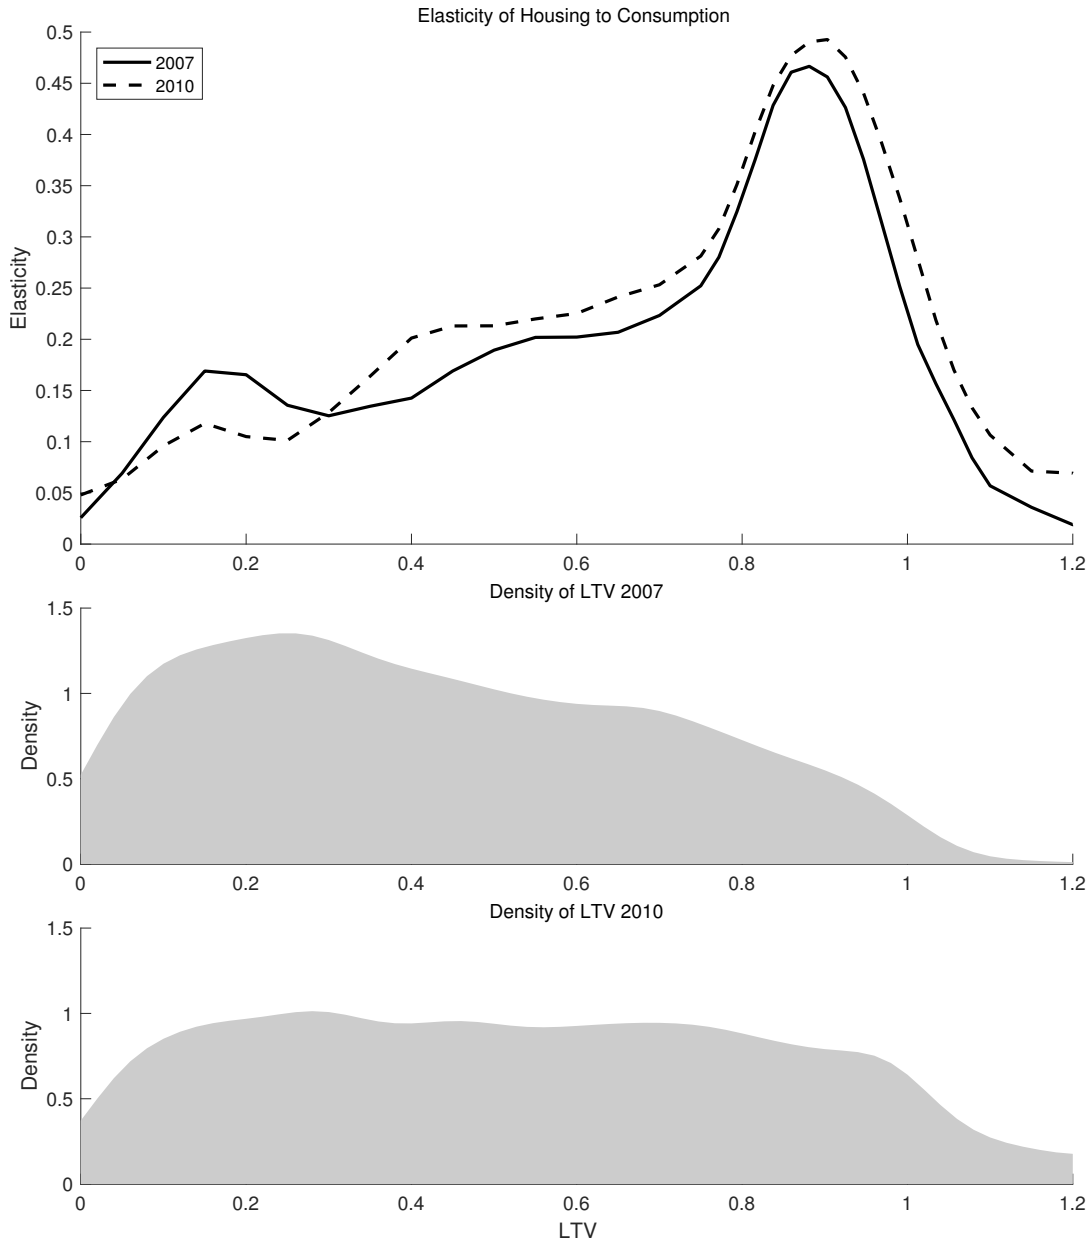 Elasticity of Housing to Consumption
0.5
0.45
0.4
0.35
0.3
0.25
0.2
0.15
0.1
0.05
0
Elasticity
2007
2010
0 0.2 0.4 0.6 0.8 1 1.2
Density of LTV 2007
1.5
1
0.5
0
Density
0 0.2 0.4 0.6 0.8 1 1.2
Density of LTV 2010
1.5
1
0.5
0
Density
0 0.2 0.4 0.6 0.8 1 1.2
LTV